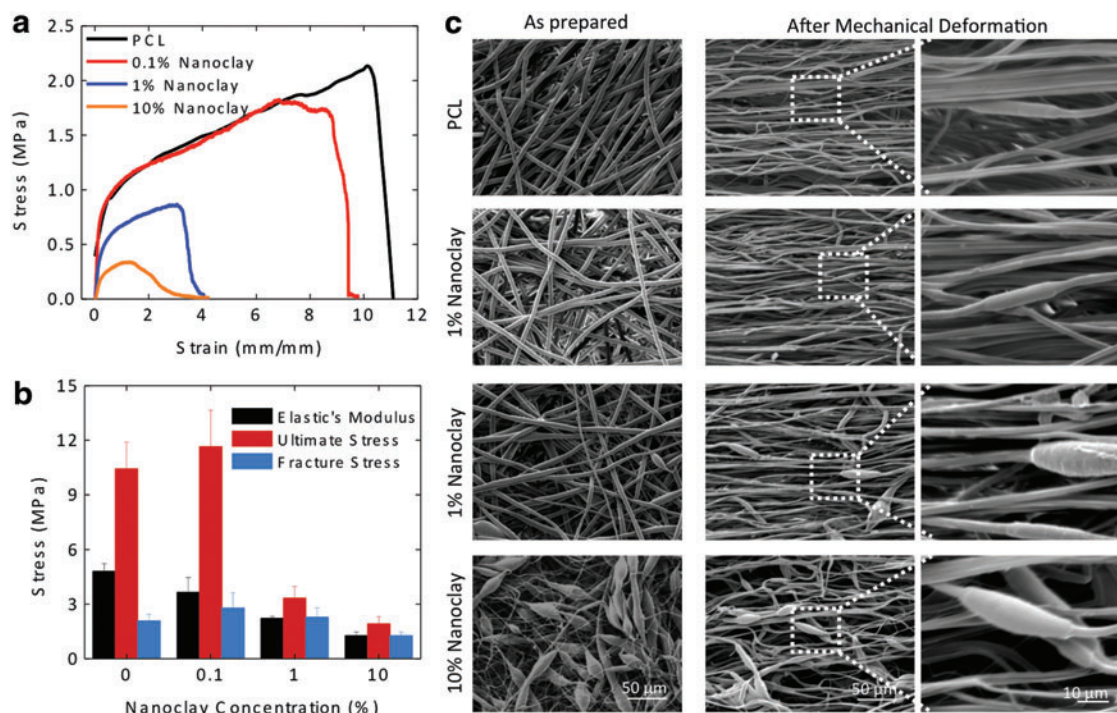 a
2.5
2.0
1.5
1.0
0.5
0.0
Stress (MPa)
PCL
0.1% Nanoclay
1% Nanoclay
10% Nanoclay
0 2 4 6 8 10 12 14
Strain (mm/mm)
b
15
12
9
6
3
0
Stress (MPa)
Elastic's Modulus
Ultimate Stress
Fracture Stress
0 0.1 1 10
Nanoclay Concentration (%)
c
As prepared
After Mechanical Deformation
PCL
1% Nanoclay
1% Nanoclay
10% Nanoclay
50 μm
50 μm
10 μm